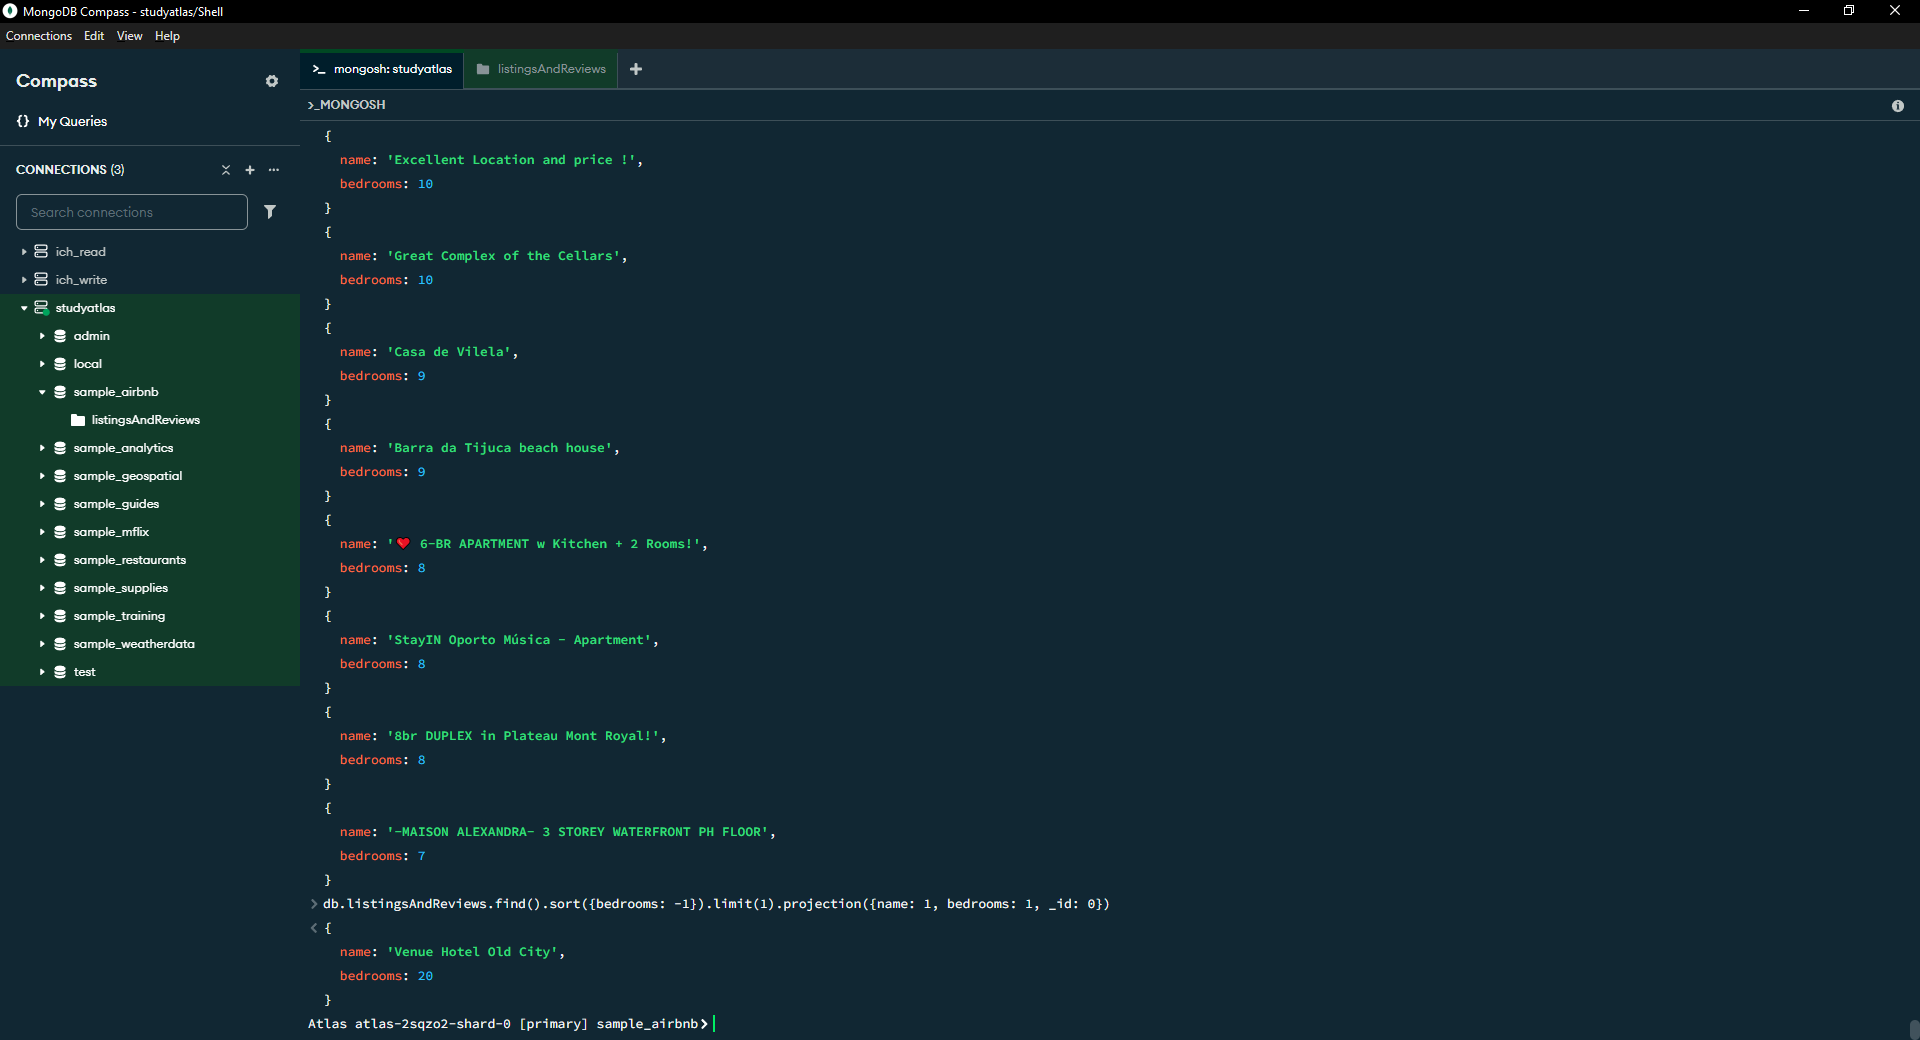 MongoDB Compass - studyatlas/Shell
Connections Edit View Help
Compass
My Queries
CONNECTIONS (3)
Search connections
ich_read
ich_write
studyatlas
admin
local
sample_airbnb
listingsAndReviews
sample_analytics
sample_geospatial
sample_guides
sample_mflix
sample_restaurants
sample_supplies
sample_training
sample_weatherdata
test
>_ mongosh: studyatlas
listingsAndReviews
>_MONGOSH
{
name: 'Excellent Location and price !',
bedrooms: 10
}
{
name: 'Great Complex of the Cellars',
bedrooms: 10
}
{
name: 'Casa de Vilela',
bedrooms: 9
}
{
name: 'Barra da Tijuca beach house',
bedrooms: 9
}
{
name: '❤️ 6-BR APARTMENT w Kitchen + 2 Rooms!',
bedrooms: 8
}
{
name: 'StayIN Oporto Música - Apartment',
bedrooms: 8
}
{
name: '8br DUPLEX in Plateau Mont Royal!',
bedrooms: 8
}
{
name: '-MAISON ALEXANDRA- 3 STOREY WATERFRONT PH FLOOR',
bedrooms: 7
}
> db.listingsAndReviews.find().sort({bedrooms: -1}).limit(1).projection({name: 1, bedrooms: 1, _id: 0})
< {
name: 'Venue Hotel Old City',
bedrooms: 20
}
Atlas atlas-2sqzo2-shard-0 [primary] sample_airbnb>